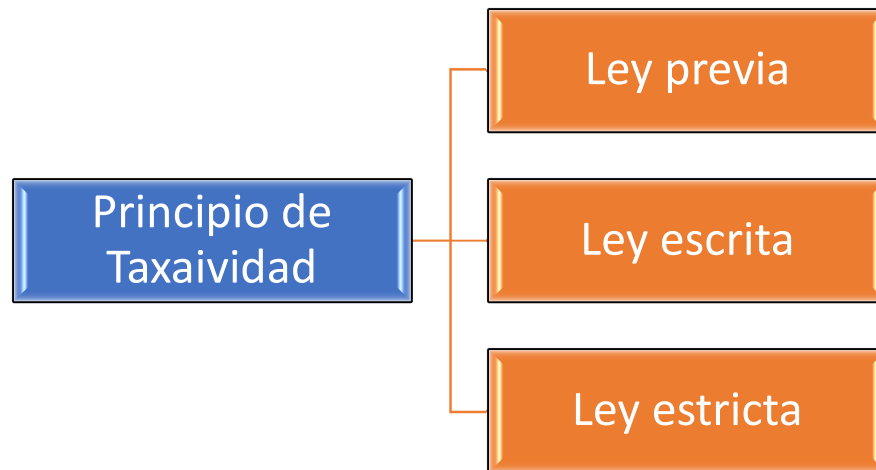 Ley previa
Principio de
Taxaividad
Ley escrita
Ley estricta